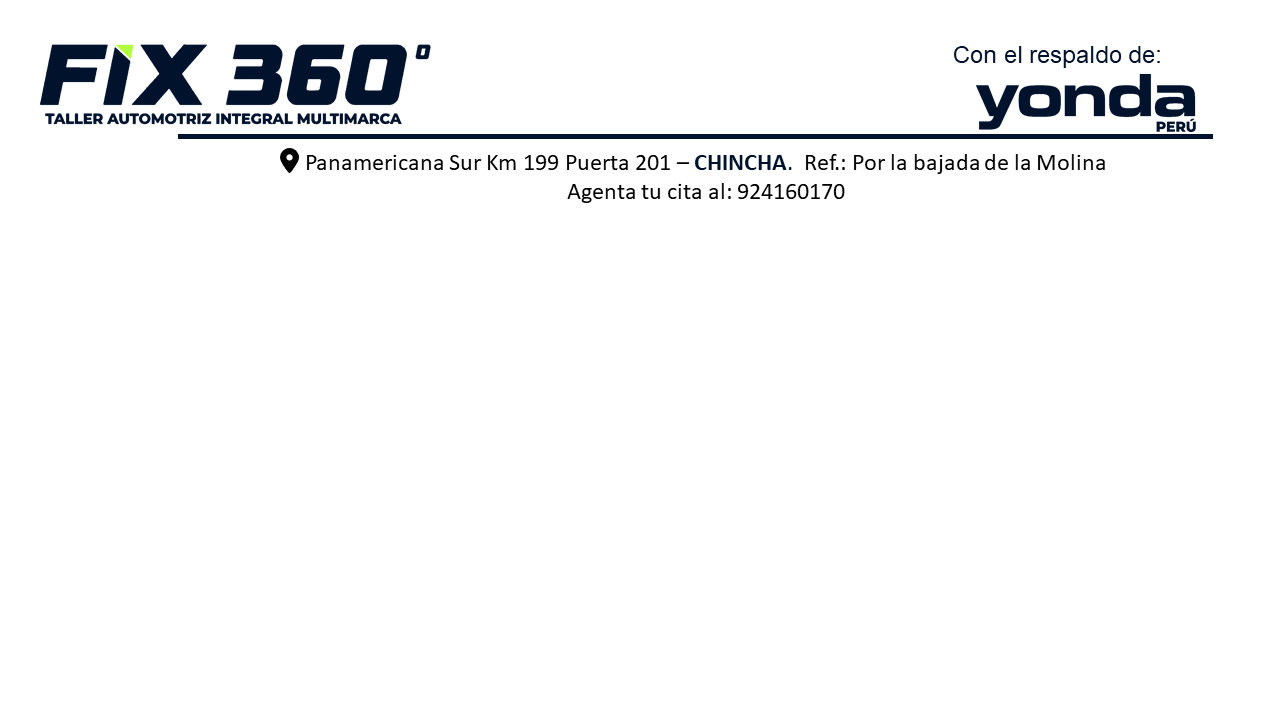 FIX 360°
TALLER AUTOMOTRIZ INTEGRAL MULTIMARCA
Con el respaldo de:
yonda
PERÚ
Panamericana Sur Km 199 Puerta 201 – CHINCHA.  Ref.: Por la bajada de la Molina
Agenta tu cita al: 924160170